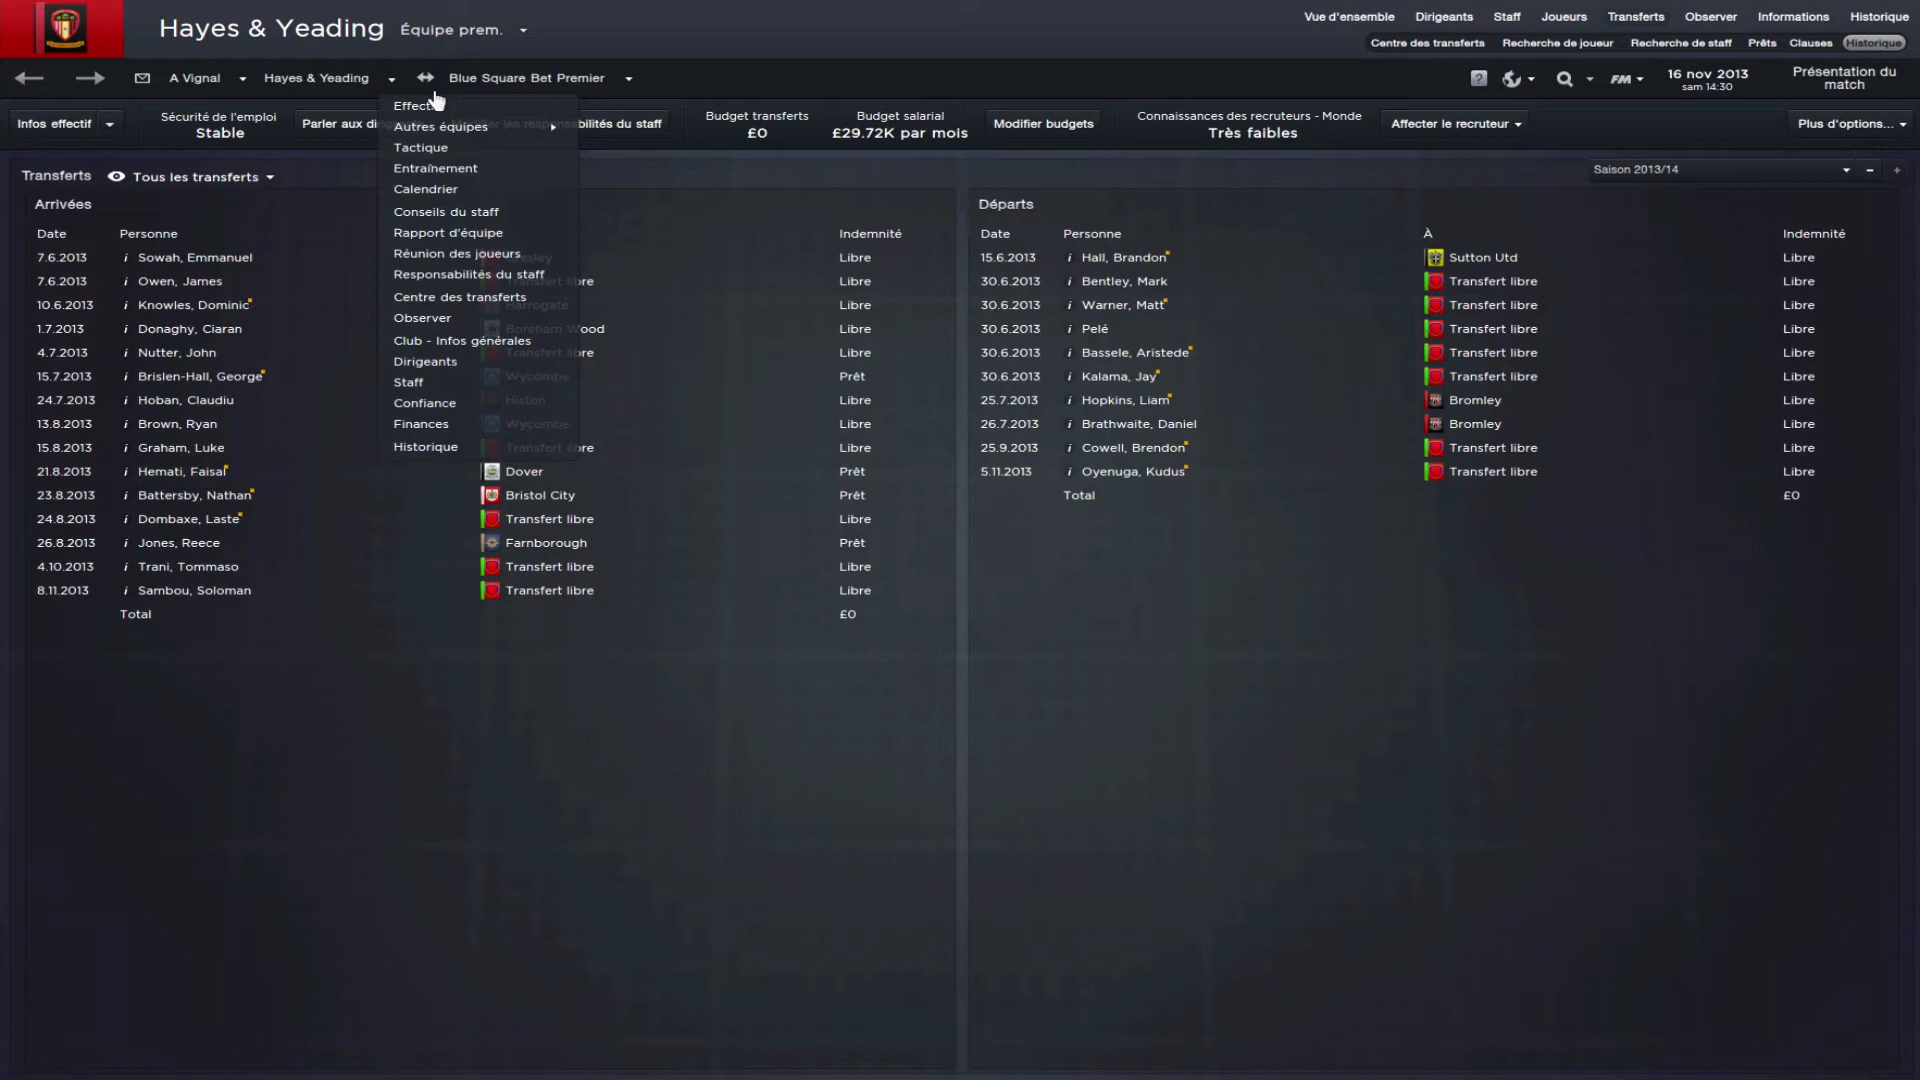 Hayes & Yeading Équipe prem.
Vue d'ensemble Dirigeants Staff Joueurs Transferts Observer Informations Historique
Centre des transferts Recherche de joueur Recherche de staff Prêts Clauses Historique
A Vignal Hayes & Yeading Blue Square Bet Premier
? FM 16 nov 2013 sam 14:30 Présentation du match
Infos effectif Sécurité de l'emploi Stable Parler aux bilités du staff Budget transferts £0 Budget salarial £29.72K par mois Modifier budgets Connaissances des recruteurs - Monde Très faibles Affecter le recruteur Plus d'options...
Autres équipes
Tactique
Entraînement
Calendrier
Conseils du staff
Rapport d'équipe
Réunion des joueurs
Responsabilités du staff
Centre des transferts
Observer
Club - Infos générales
Dirigeants
Staff
Confiance
Finances
Historique
Transferts Tous les transferts Saison 2013/14
Arrivées
Date Personne Indemnité
7.6.2013 i Sowah, Emmanuel Libre
7.6.2013 i Owen, James Libre
10.6.2013 i Knowles, Dominic Harrogate Libre
1.7.2013 i Donaghy, Ciaran Boreham Wood Libre
4.7.2013 i Nutter, John Libre
15.7.2013 i Brislen-Hall, George Wycombe Prêt
24.7.2013 i Hoban, Claudiu Histon Libre
13.8.2013 i Brown, Ryan Wycombe Libre
15.8.2013 i Graham, Luke Transfert libre Libre
21.8.2013 i Hemati, Faisal Dover Prêt
23.8.2013 i Battersby, Nathan Bristol City Prêt
24.8.2013 i Dombaxe, Laste Transfert libre Libre
26.8.2013 i Jones, Reece Farnborough Prêt
4.10.2013 i Trani, Tommaso Transfert libre Libre
8.11.2013 i Sambou, Soloman Transfert libre Libre
Total £0
Départs
Date Personne À Indemnité
15.6.2013 i Hall, Brandon Sutton Utd Libre
30.6.2013 i Bentley, Mark Transfert libre Libre
30.6.2013 i Warner, Matt Transfert libre Libre
30.6.2013 i Pelé Transfert libre Libre
30.6.2013 i Bassele, Aristede Transfert libre Libre
30.6.2013 i Kalama, Jay Transfert libre Libre
25.7.2013 i Hopkins, Liam Bromley Libre
26.7.2013 i Brathwaite, Daniel Bromley Libre
25.9.2013 i Cowell, Brendon Transfert libre Libre
5.11.2013 i Oyenuga, Kudus Transfert libre Libre
Total £0